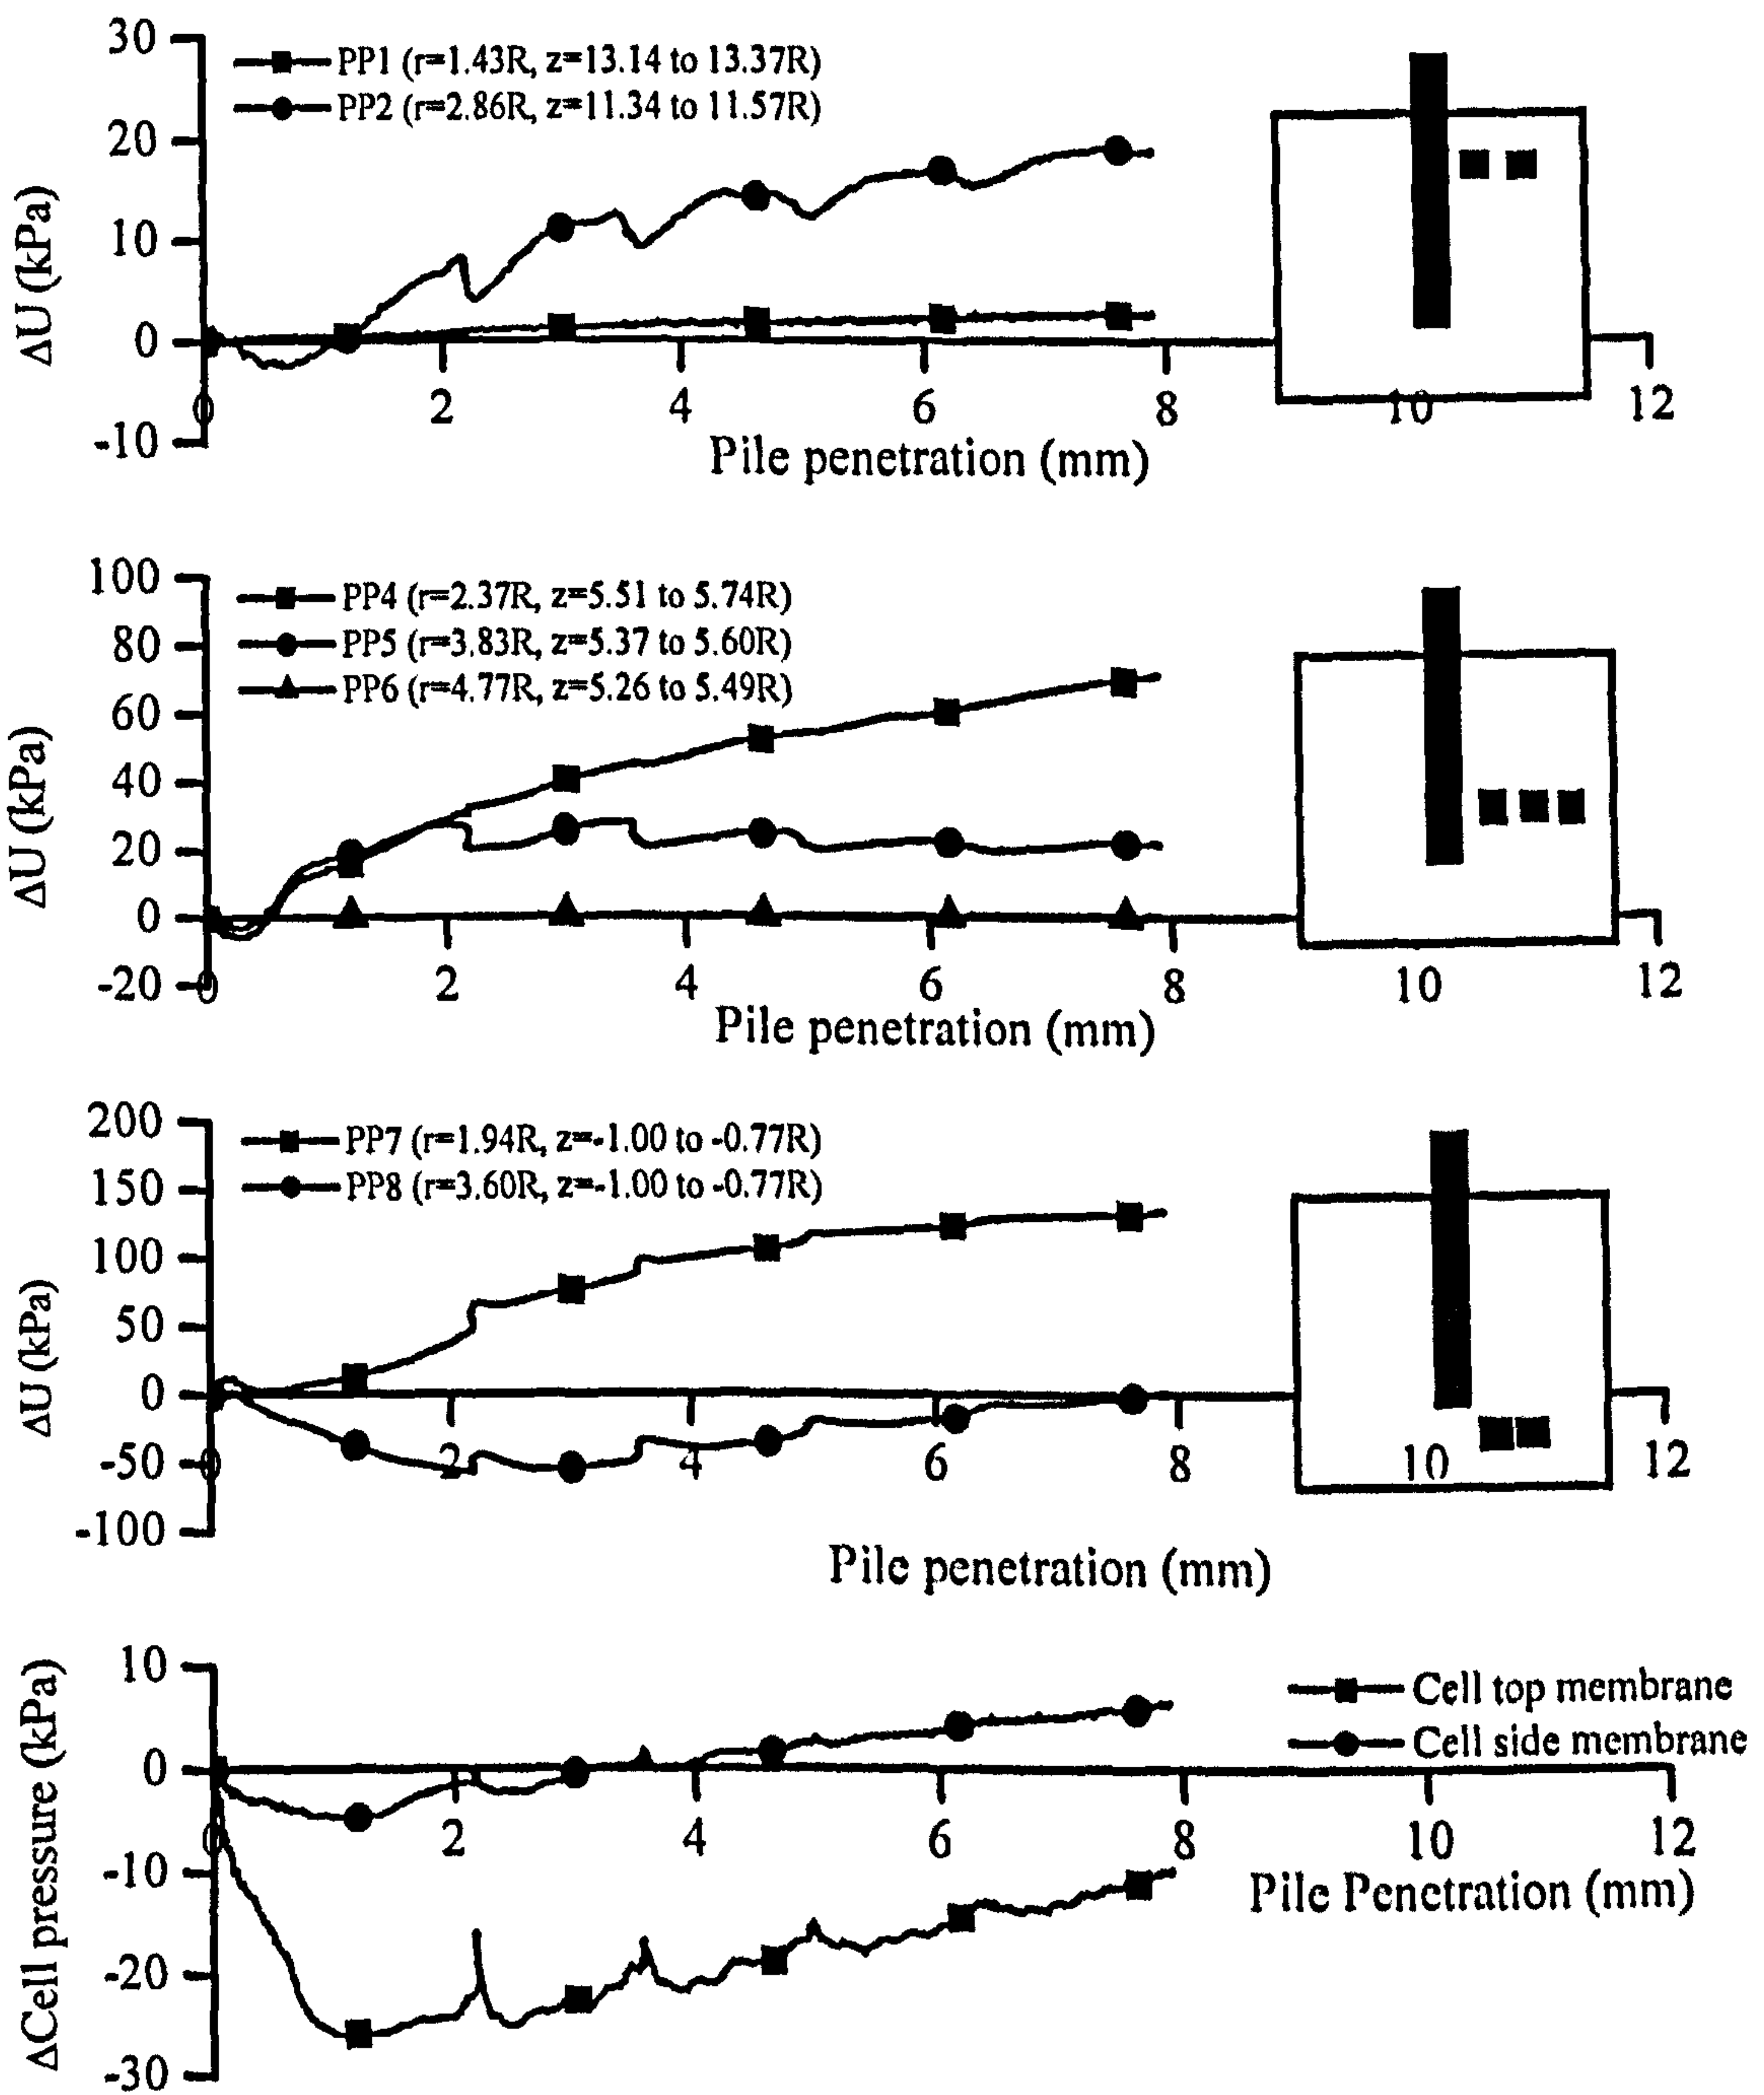 30
PP1 (r=1.43R, z=13.14 to 13.37R)
PP2 (r=2.86R, z=11.34 to 11.57R)
20
10
0
-10
ΔU (kPa)
0 2 4 6 8 10 12
Pile penetration (mm)
100
PP4 (r=2.37R, z=5.51 to 5.74R)
80
PP5 (r=3.83R, z=5.37 to 5.60R)
60
PP6 (r=4.77R, z=5.26 to 5.49R)
40
20
0
-20
ΔU (kPa)
0 2 4 6 8 10 12
Pile penetration (mm)
200
PP7 (r=1.94R, z=-1.00 to -0.77R)
150
PP8 (r=3.60R, z=-1.00 to -0.77R)
100
50
0
-50
-100
ΔU (kPa)
0 2 4 6 8 10 12
Pile penetration (mm)
10
Cell top membrane
Cell side membrane
0
-10
-20
-30
ΔCell pressure (kPa)
0 2 4 6 8 10 12
Pile Penetration (mm)